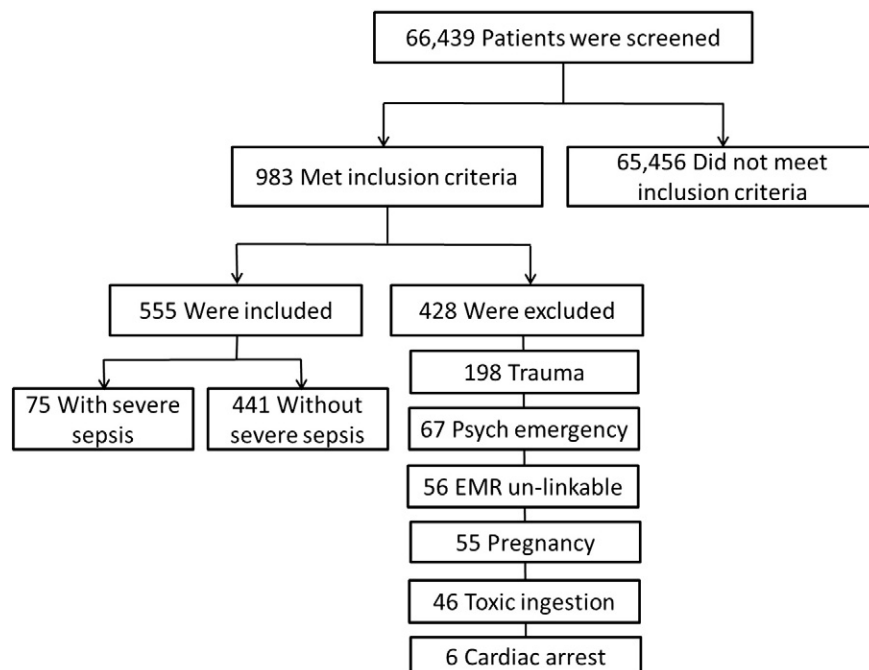 66,439 Patients were screened
983 Met inclusion criteria
65,456 Did not meet
inclusion criteria
555 Were included
428 Were excluded
75 With severe
sepsis
441 Without
severe sepsis
198 Trauma
67 Psych emergency
56 EMR un-linkable
55 Pregnancy
46 Toxic ingestion
6 Cardiac arrest